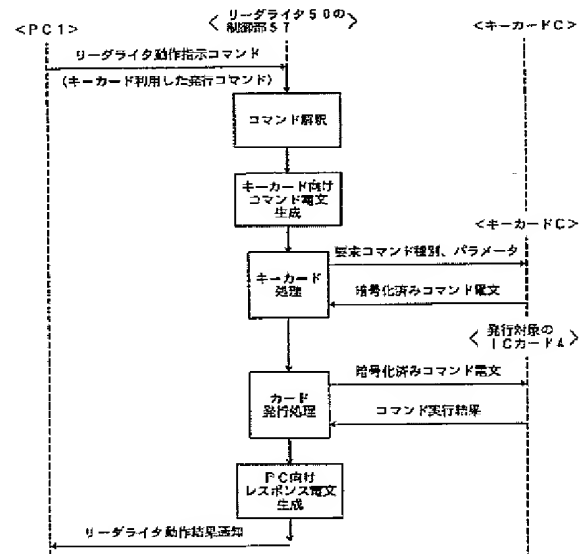 リーダライタ50の
制御部57
<PC1>
<キーカードC>
リーダライタ動作指示コマンド
(キーカード利用した発行コマンド)
コマンド解釈
キーカード向け
コマンド電文
生成
<キーカードC>
要求コマンド種別、パラメータ
キーカード
処理
暗号化済みコマンド電文
発行対象の
ICカード4
暗号化済みコマンド電文
カード
発行処理
コマンド実行結果
PC向け
レスポンス電文
生成
リーダライタ動作結果通知